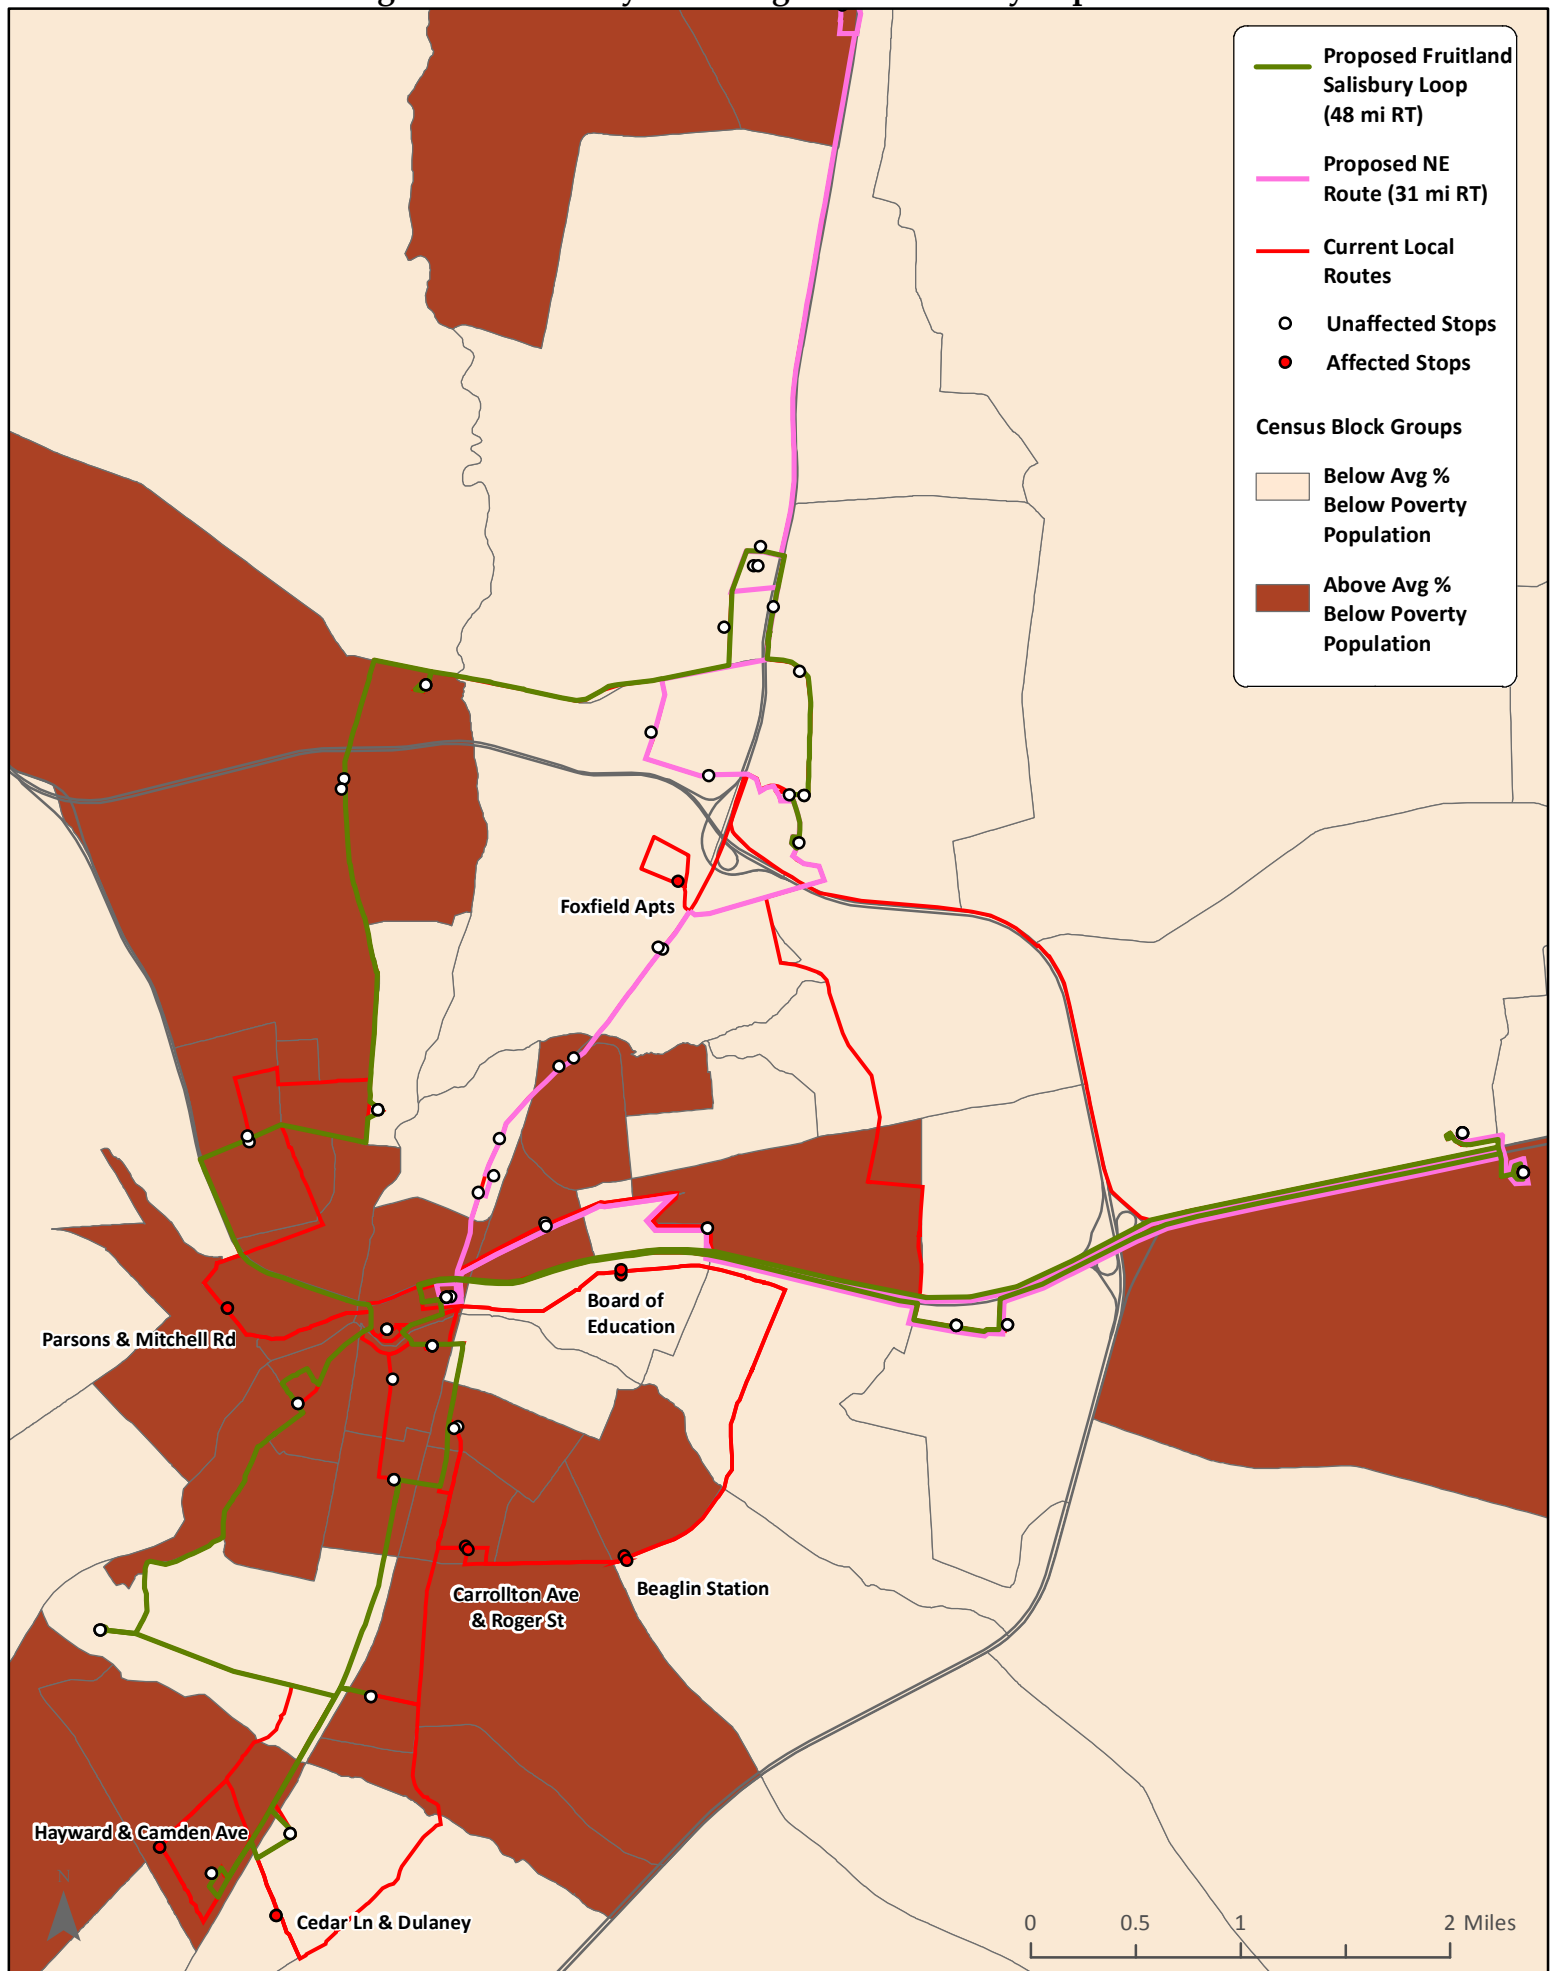 Proposed Fruitland
Salisbury Loop
(48 mi RT)
Proposed NE
Route (31 mi RT)
Current Local
Routes
Unaffected Stops
Affected Stops
Census Block Groups
Below Avg %
Below Poverty
Population
Above Avg %
Below Poverty
Population
Foxfield Apts
Board of
Education
Parsons & Mitchell Rd
Carrollton Ave
& Roger St
Beaglin Station
Hayward & Camden Ave
Cedar Ln & Dulaney
N
0 0.5 1 2 Miles